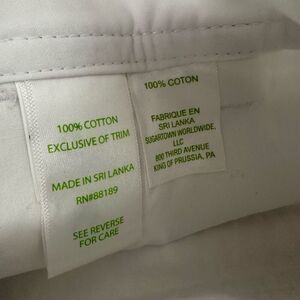 100% COTTON
EXCLUSIVE OF TRIM
MADE IN SRI LANKA
RN#88189
SEE REVERSE
FOR CARE
100% COTON
FABRIQUE EN
SRI LANKA
SUGARTOWN WORLDWIDE,
LLC
800 THIRD AVENUE
KING OF PRUSSIA, PA